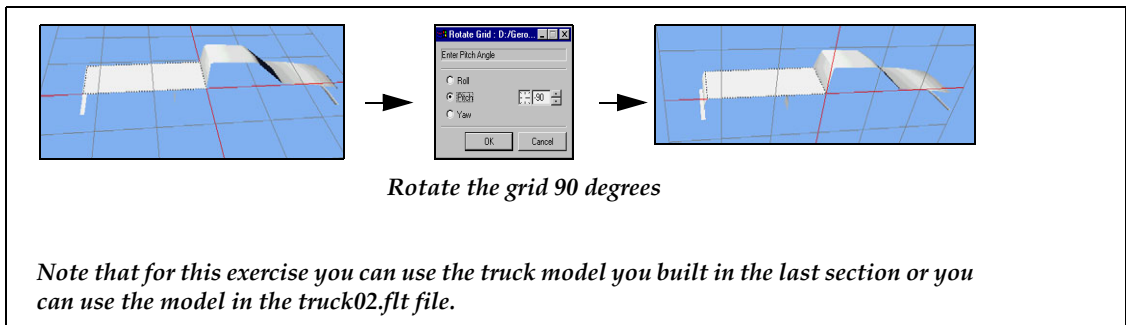 Rotate Grid : D:/Gero...
Enter Pitch Angle
Roll
Pitch
-90
Yaw
OK Cancel
Rotate the grid 90 degrees
Note that for this exercise you can use the truck model you built in the last section or you
can use the model in the truck02.flt file.